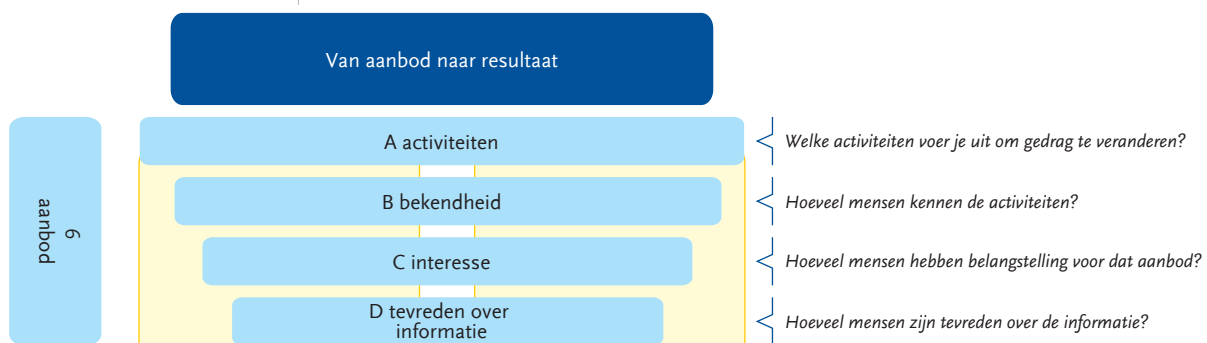 Van aanbod naar resultaat
6
aanbod
A activiteiten
Welke activiteiten voer je uit om gedrag te veranderen?
B bekendheid
Hoeveel mensen kennen de activiteiten?
C interesse
Hoeveel mensen hebben belangstelling voor dat aanbod?
D tevreden over
informatie
Hoeveel mensen zijn tevreden over de informatie?